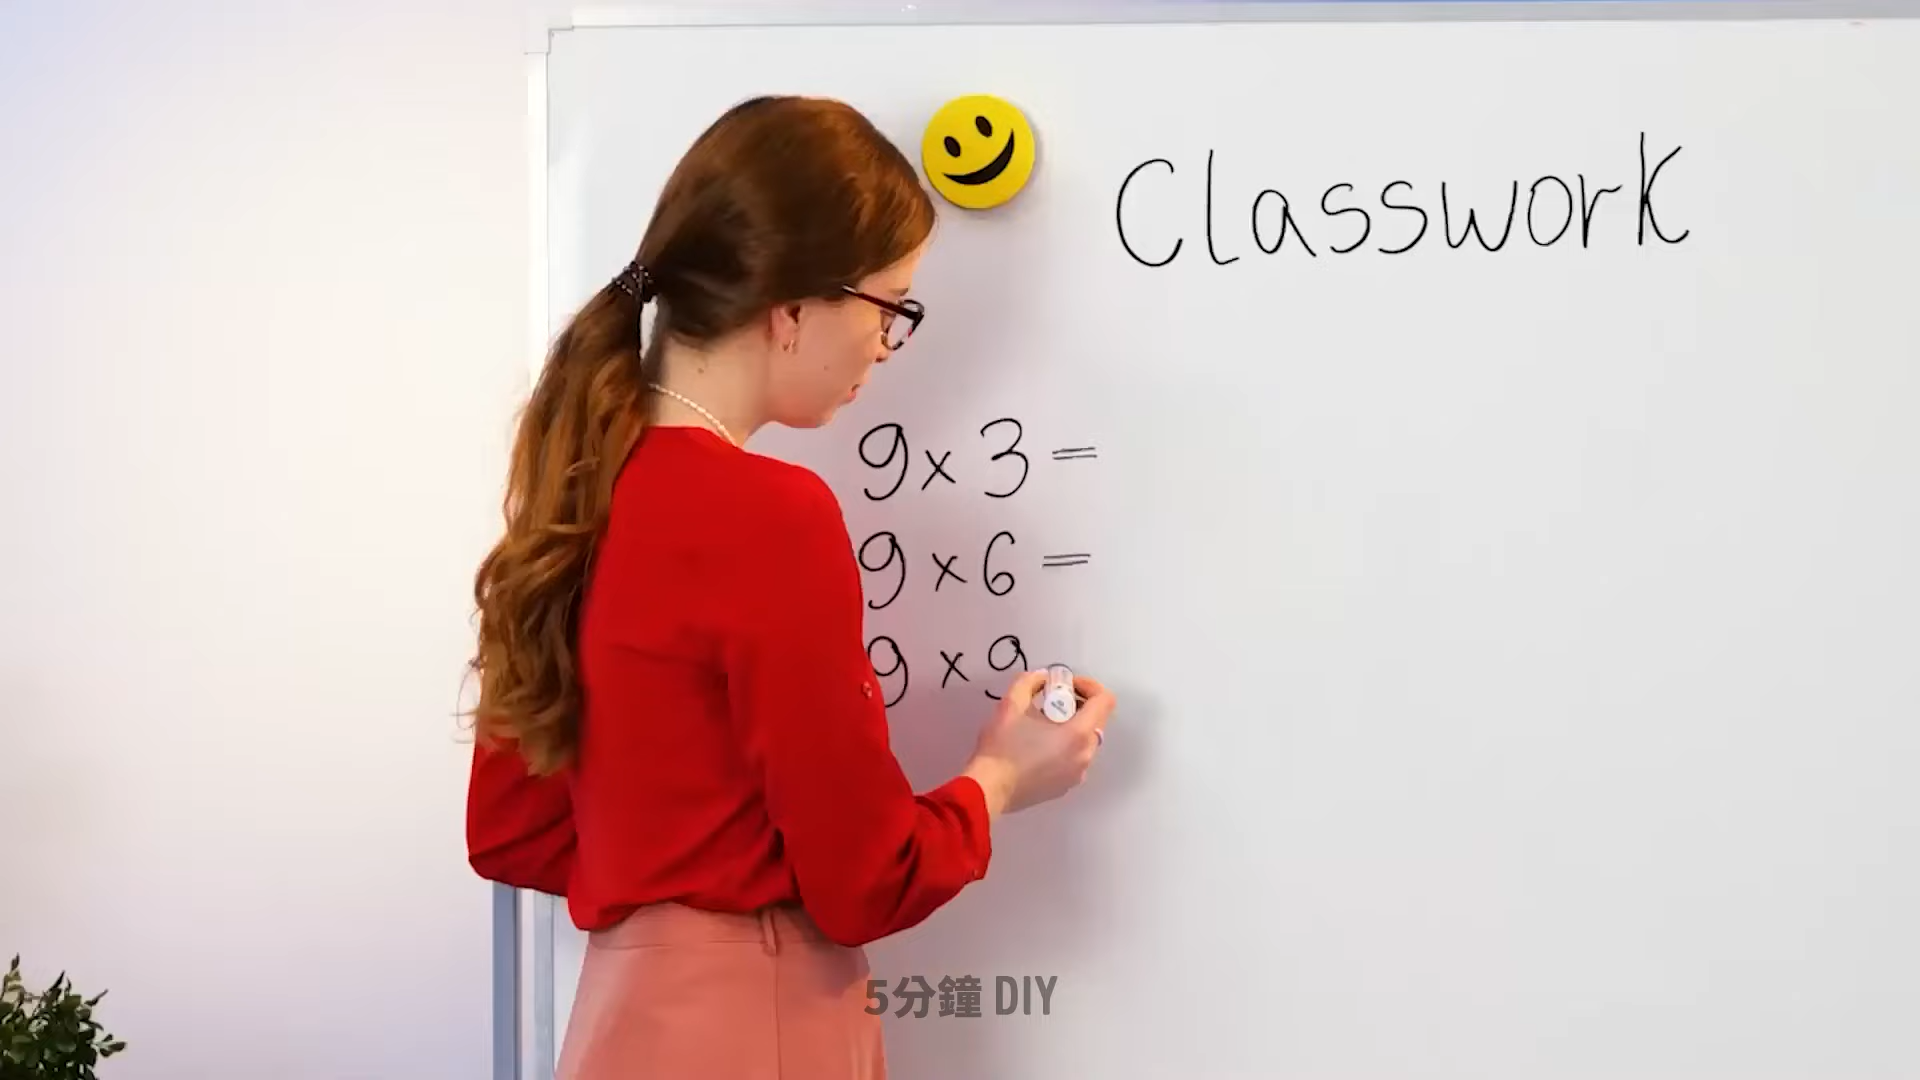 Classwork
9 x 3 =
9 x 6 =
9 x 9
5分鐘 DIY